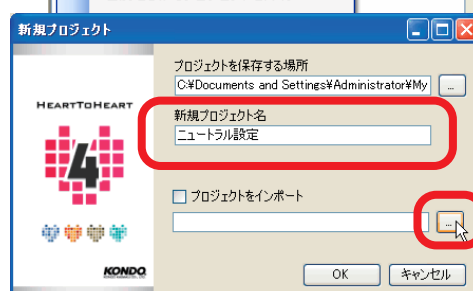 新規プロジェクト
プロジェクトを保存する場所
C:¥Documents and Settings¥Administrator¥My
...
HEARTTOHEART
4
新規プロジェクト名
ニュートラル設定
プロジェクトをインポート
...
KONDO
OK
キャンセル